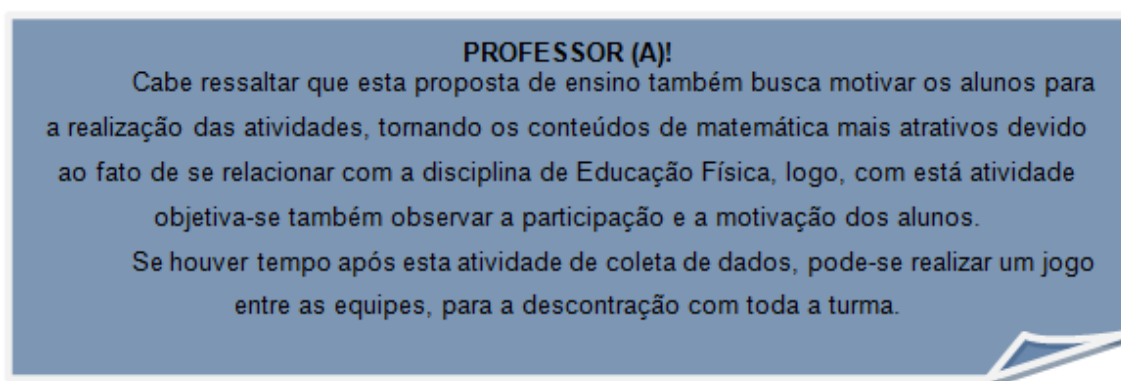 PROFESSOR (A)!
Cabe ressaltar que esta proposta de ensino também busca motivar os alunos para
a realização das atividades, tornando os conteúdos de matemática mais atrativos devido
ao fato de se relacionar com a disciplina de Educação Física, logo, com está atividade
objetiva-se também observar a participação e a motivação dos alunos.
Se houver tempo após esta atividade de coleta de dados, pode-se realizar um jogo
entre as equipes, para a descontração com toda a turma.